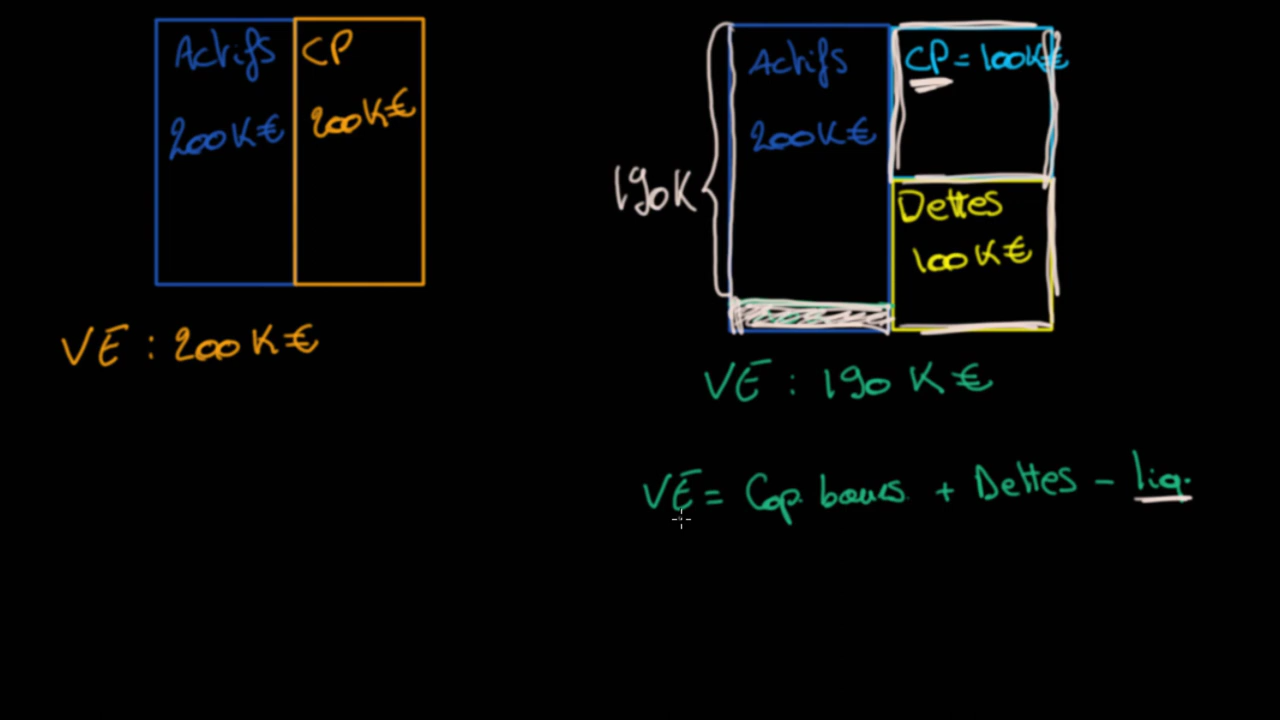 Actifs
CP
200K€
200K€
VE : 200K€
190K
Actifs
200K€
CP = 100K€
Dettes
100K€
VE : 190 K€
VE = Cap. bours. + Dettes - liq.